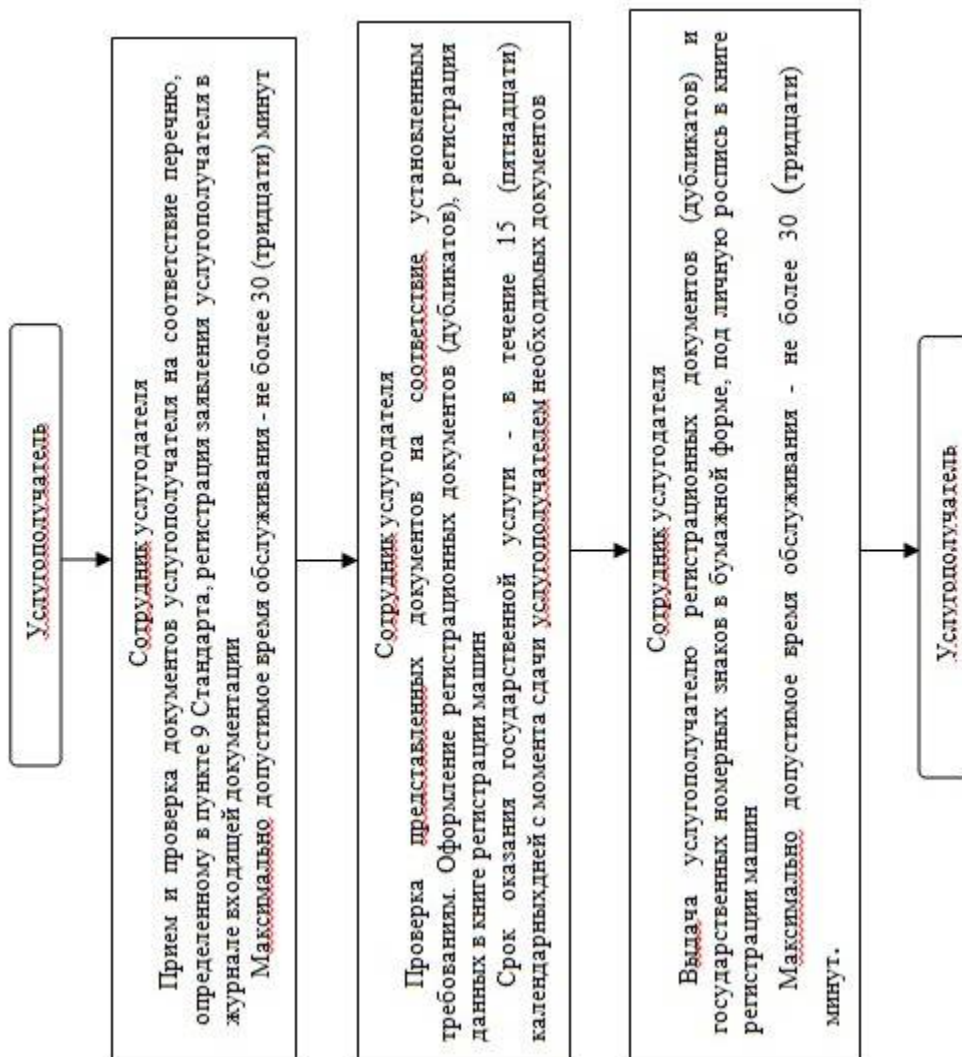 Услугополучатель
Сотрудник услугодателя
Прием и проверка документов услугополучателя на соответствие перечню,
определенному в пункте 9 Стандарта, регистрация заявления услугополучателя в
журнале входящей документации
Максимально допустимое время обслуживания - не более 30 (тридцати) минут
Сотрудник услугодателя
Проверка представленных документов на соответствие установленным
требованиям. Оформление регистрационных документов (дубликатов), регистрация
данных в книге регистрации машин
Срок оказания государственной услуги - в течение 15 (пятнадцати)
календарныхдней с момента сдачи услугополучателем необходимых документов
Сотрудник услугодателя
Выдача услугополучателю регистрационных документов (дубликатов) и
государственных номерных знаков в бумажной форме, под личную роспись в книге
регистрации машин
Максимально допустимое время обслуживания - не более 30 (тридцати)
минут.
Услугополучатель